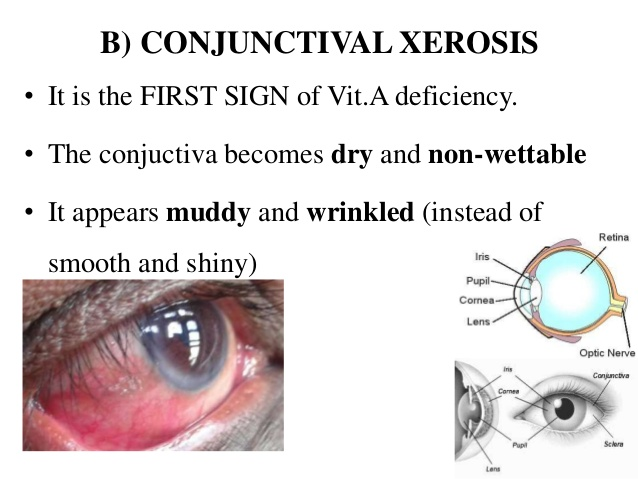 B) CONJUNCTIVAL XEROSIS
• It is the FIRST SIGN of Vit.A deficiency.
• The conjuctiva becomes dry and non-wettable
• It appears muddy and wrinkled (instead of
smooth and shiny)
Retina
Iris
Pupil
Cornea
Lens
Optic Nerve
Iris
Cornea
Conjunctiva
Pupil
Sclera
Lens